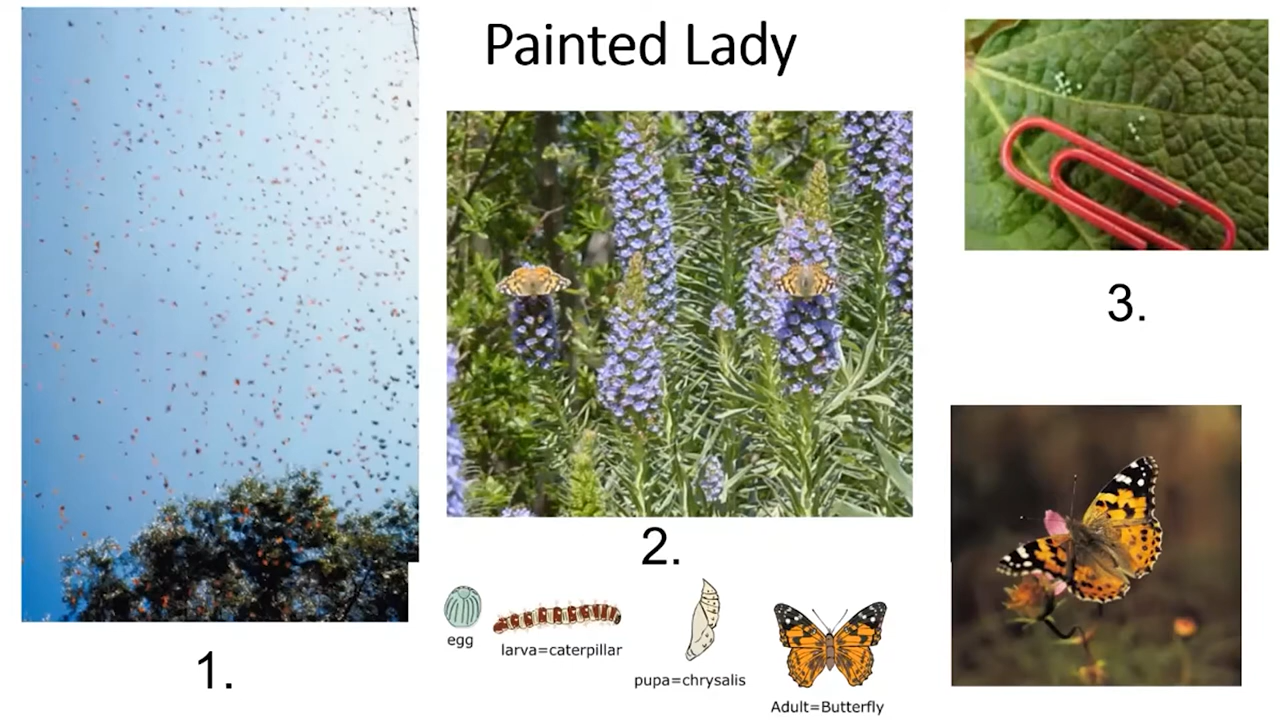 Painted Lady
1.
2.
3.
egg
larva=caterpillar
pupa=chrysalis
Adult=Butterfly